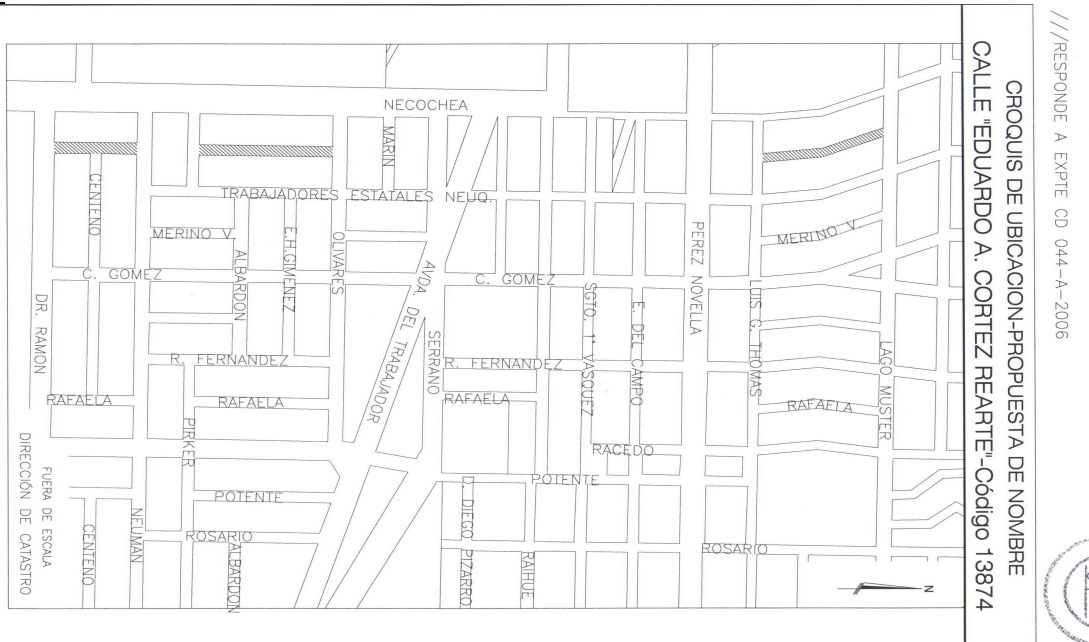 ///RESPONDE A EXPTE CD 044-A-2006
CROQUIS DE UBICACION-PROPUESTA DE NOMBRE
CALLE "EDUARDO A. CORTEZ REARTE"-Código 13874
N
LAGO MUSTER
MERINO V.
RAFAELA
LUIS G. THOMAS
PEREZ NOVELLA
ROSARIO
E. DEL CAMPO
RACEDO
SGTO. 1º VASQUEZ
POTENTE
RAIHUE
NECOCHEA
C. GOMEZ
R. FERNANDEZ
RAFAELA
D. DIEGO PIZARRO
SERRANO
AVDA. DEL TRABAJADOR
MARIN
TRABAJADORES ESTATALES NEUQ.
OLIVARES
E.H.GIMENEZ
ALBARDON
MERINO V.
C. GOMEZ
R. FERNANDEZ
RAFAELA
POTENTE
ROSARIO
ALBARDON
PIRKER
NEUMAN
CENTENO
RAFAELA
CENTENO
DR. RAMON
FUERA DE ESCALA
DIRECCIÓN DE CATASTRO